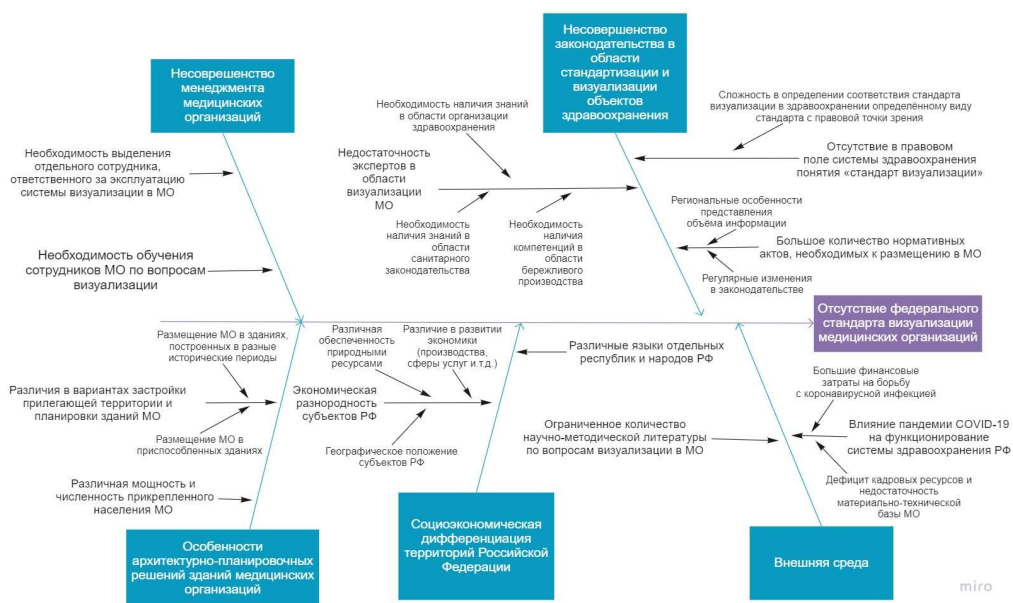 Несоврешенство
менеджмента
медицинских
организаций
Необходимость выделения
отдельного сотрудника,
ответственного за эксплуатацию
системы визуализации в МО
Необходимость обучения
сотрудников МО по вопросам
визуализации
Несовершенство
законодательства в
области
стандартизации и
визуализации
объектов
здравоохранения
Необходимость наличия знаний
в области организации
здравоохранения
Недостаточность
экспертов в
области
визуализации
МО
Необходимость
наличия знаний в
области
санитарного
законодательства
Необходимость
наличия
компетенций в
области
бережливого
производства
Сложность в определении соответствия стандарта
визуализации в здравоохранении определённому виду
стандарта с правовой точки зрения
Отсутствие в правовом
поле системы здравоохранения
понятия «стандарт визуализации»
Региональные особенности
представления
объёма информации
Большое количество нормативных
актов, необходимых к размещению в МО
Регулярные изменения
в законодательстве
Отсутствие федерального
стандарта визуализации
медицинских организаций
Размещение МО в зданиях,
построенных в разные
исторические периоды
Различия в вариантах застройки
прилегающей территории и
планировки зданий МО
Размещение МО в
приспособленных зданиях
Различная мощность и
численность прикрепленного
населения МО
Особенности
архитектурно-планировочных
решений зданий медицинских
организаций
Различная
обеспеченность
природными
ресурсами
Различие в развитии
экономики
(производства,
сферы услуг и.т.д.)
Экономическая
разнородность
субъектов РФ
Географическое положение
субъектов РФ
Различные языки отдельных
республик и народов РФ
Социоэкономическая
дифференциация
территорий Российской
Федерации
Ограниченное количество
научно-методической литературы
по вопросам визуализации в МО
Большие финансовые
затраты на борьбу
с коронавирусной инфекцией
Влияние пандемии COVID-19
на функционирование
системы здравоохранения РФ
Дефицит кадровых ресурсов и
недостаточность
материально-технической
базы МО
Внешняя среда
miro